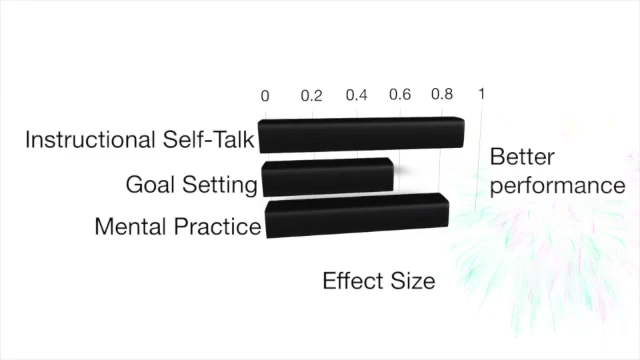 0 0.2 0.4 0.6 0.8 1
Instructional Self-Talk
Goal Setting
Mental Practice
Better
performance
Effect Size